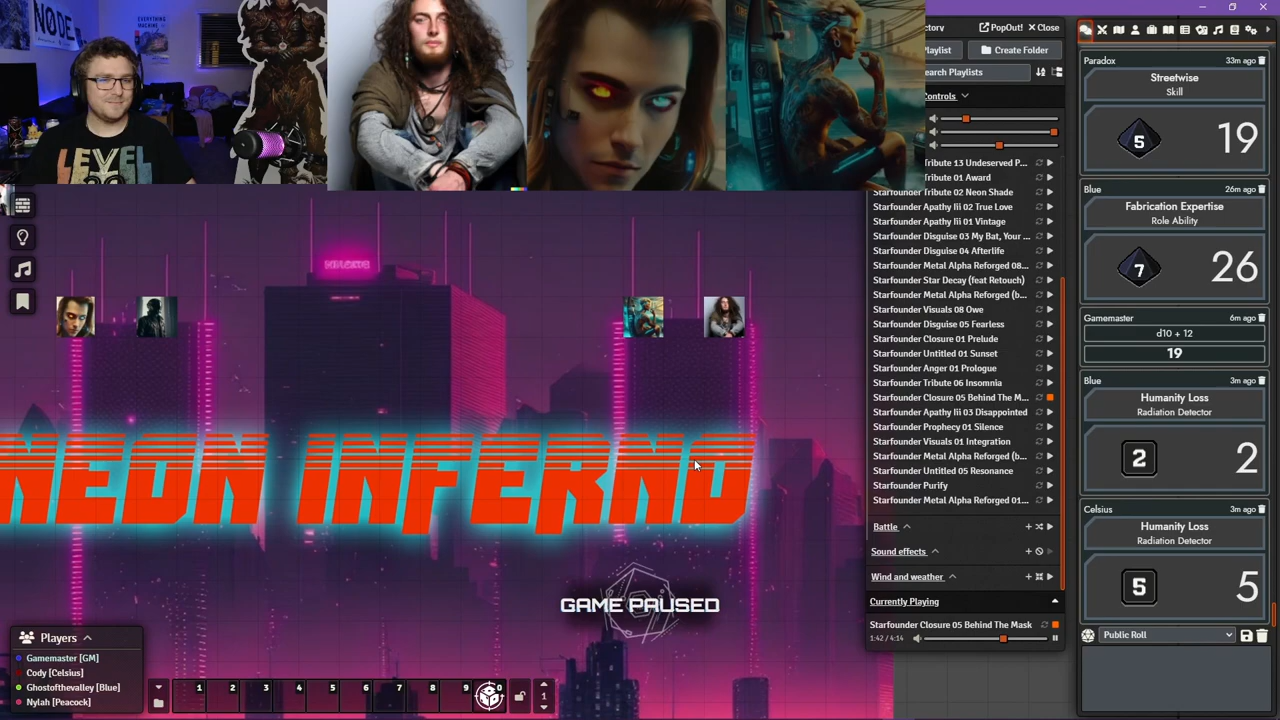 NODE
EVERYTHING
LEVEL
ctory
PopOut!
Close
Playlist
Create Folder
earch Playlists
Controls
Tribute 13 Undeserved P...
Starfounder Tribute 01 Award
Starfounder Tribute 02 Neon Shade
Starfounder Apathy Iii 02 True Love
Starfounder Apathy Iii 01 Vintage
Starfounder Disguise 03 My Bat, Your ...
Starfounder Disguise 04 Afterlife
Starfounder Metal Alpha Reforged 08...
Starfounder Star Decay (feat Retouch)
Starfounder Metal Alpha Reforged (b...
Starfounder Visuals 08 Owe
Starfounder Disguise 05 Fearless
Starfounder Closure 01 Prelude
Starfounder Untitled 01 Sunset
Starfounder Anger 01 Prologue
Starfounder Tribute 06 Insomnia
Starfounder Closure 05 Behind The M...
Starfounder Apathy Iii 03 Disappointed
Starfounder Prophecy 01 Silence
Starfounder Visuals 01 Integration
Starfounder Metal Alpha Reforged (b...
Starfounder Untitled 05 Resonance
Starfounder Purify
Starfounder Metal Alpha Reforged 01...
Battle
Sound effects
Wind and weather
Currently Playing
Starfounder Closure 05 Behind The Mask
1:42 / 4:14
Paradox 33m ago
Streetwise
Skill
5 19
Blue 26m ago
Fabrication Expertise
Role Ability
7 26
Gamemaster 6m ago
d10 + 12
19
Blue 3m ago
Humanity Loss
Radiation Detector
2 2
Celsius 3m ago
Humanity Loss
Radiation Detector
5 5
Public Roll
NEON INFERNO
GAME PAUSED
Players
Gamemaster [GM]
Cody [Celsius]
Ghostofthevalley [Blue]
Nylah [Peacock]
1 2 3 4 5 6 7 8 9 0
1